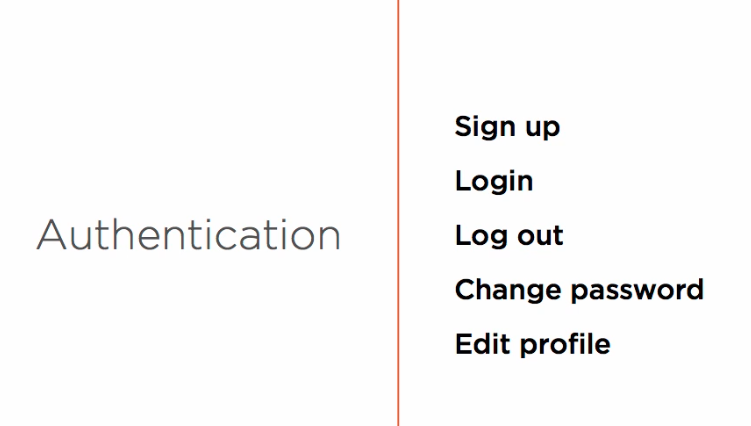 Authentication
Sign up
Login
Log out
Change password
Edit profile